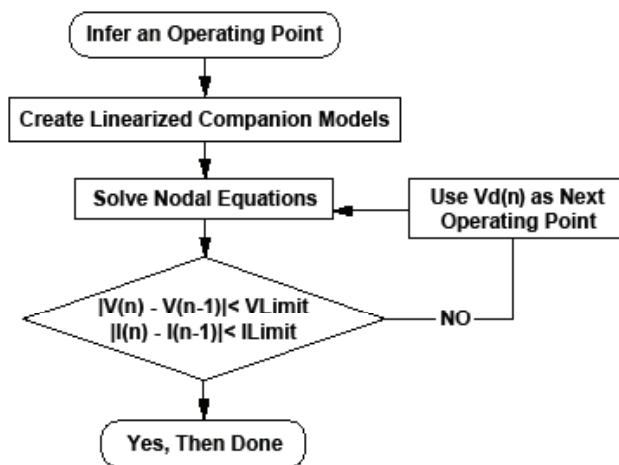 Infer an Operating Point
Create Linearized Companion Models
Solve Nodal Equations
Use Vd(n) as Next
Operating Point
|V(n) - V(n-1)|< VLimit
|I(n) - I(n-1)|< ILimit
NO
Yes, Then Done